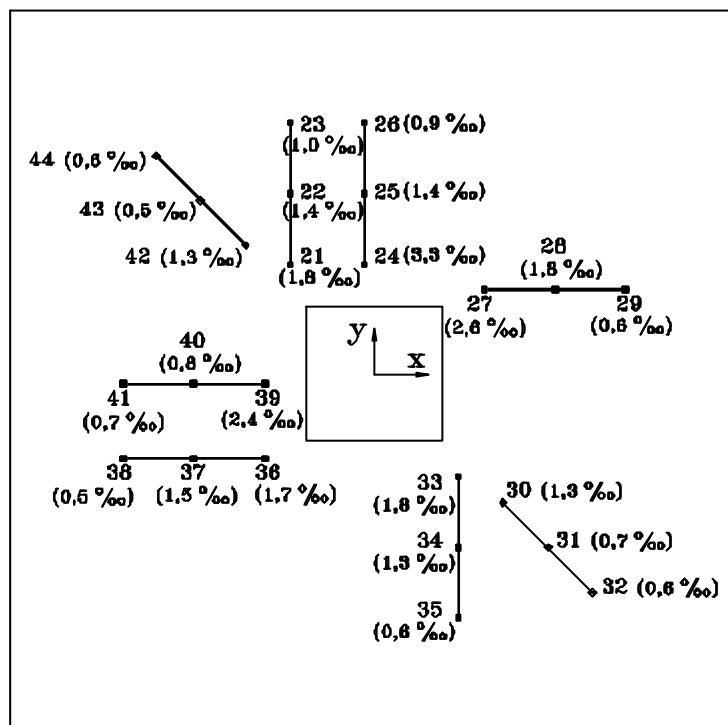 23
(1,0 ‰)
26 (0,9 ‰)
44 (0,6 ‰)
22
(1,4 ‰)
25 (1,4 ‰)
43 (0,5 ‰)
42 (1,3 ‰)
21
(1,8 ‰)
24 (3,3 ‰)
28
(1,8 ‰)
27
(2,6 ‰)
29
(0,6 ‰)
y
x
40
(0,8 ‰)
41
(0,7 ‰)
39
(2,4 ‰)
38
37
(1,5 ‰)
36
(1,7 ‰)
33
(1,8 ‰)
30 (1,3 ‰)
34
(1,3 ‰)
31 (0,7 ‰)
32 (0,6 ‰)
35
(0,6 ‰)